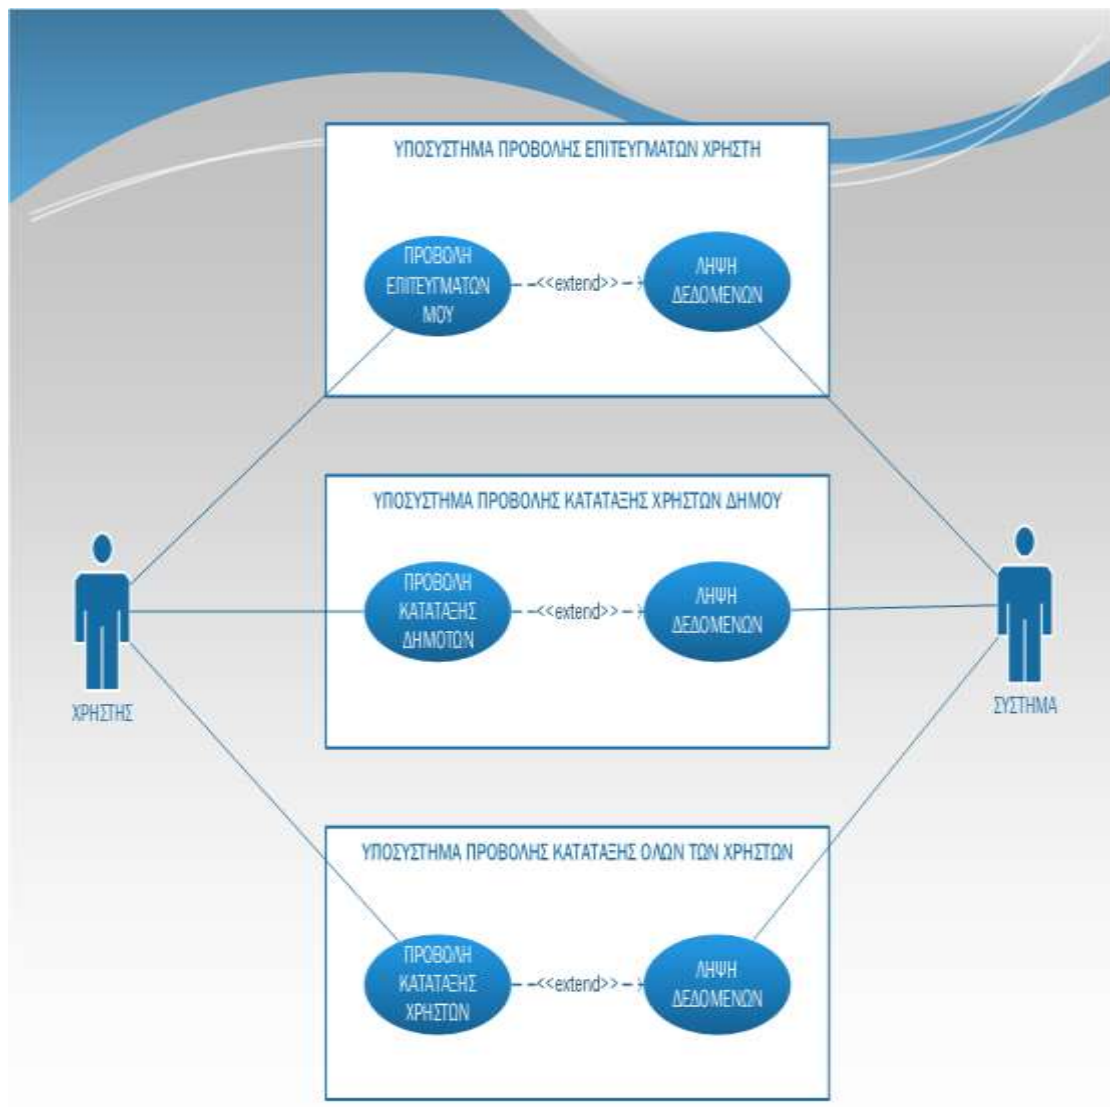 ΥΠΟΣΥΣΤΗΜΑ ΠΡΟΒΟΛΗΣ ΕΠΙΤΕΥΓΜΑΤΩΝ ΧΡΗΣΤΗ
ΠΡΟΒΟΛΗ
ΕΠΙΤΕΥΓΜΑΤΩΝ
ΜΟΥ
<<extend>>
ΛΗΨΗ
ΔΕΔΟΜΕΝΩΝ
ΥΠΟΣΥΣΤΗΜΑ ΠΡΟΒΟΛΗΣ ΚΑΤΑΤΑΞΗΣ ΧΡΗΣΤΩΝ ΔΗΜΟΥ
ΠΡΟΒΟΛΗ
ΚΑΤΑΤΑΞΗΣ
ΔΗΜΟΤΩΝ
<<extend>>
ΛΗΨΗ
ΔΕΔΟΜΕΝΩΝ
ΧΡΗΣΤΗΣ
ΣΥΣΤΗΜΑ
ΥΠΟΣΥΣΤΗΜΑ ΠΡΟΒΟΛΗΣ ΚΑΤΑΤΑΞΗΣ ΟΛΩΝ ΤΩΝ ΧΡΗΣΤΩΝ
ΠΡΟΒΟΛΗ
ΚΑΤΑΤΑΞΗΣ
ΧΡΗΣΤΩΝ
<<extend>>
ΛΗΨΗ
ΔΕΔΟΜΕΝΩΝ